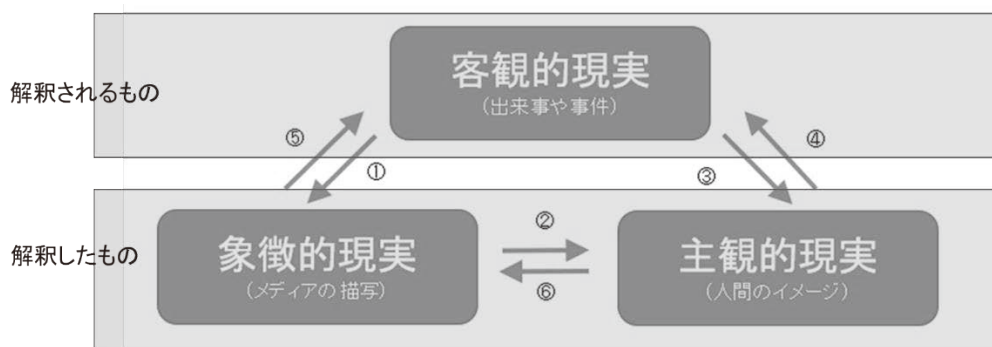 客観的現実
(出来事や事件)
解釈されるもの
⑤
④
①
③
②
象徴的現実
(メディアの描写)
主観的現実
(人間のイメージ)
解釈したもの
⑥